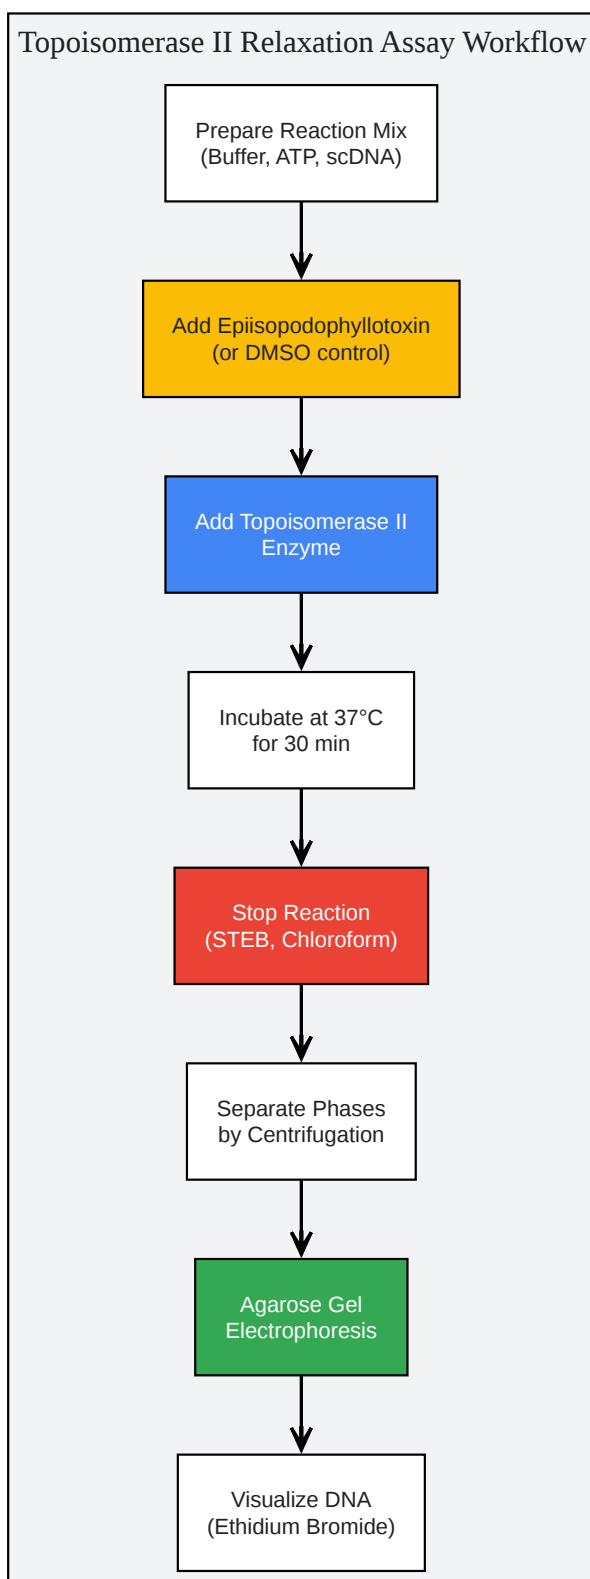 Topoisomerase II Relaxation Assay Workflow
Prepare Reaction Mix
(Buffer, ATP, scDNA)
Add Epiisopodophyllotoxin
(or DMSO control)
Add Topoisomerase II
Enzyme
Incubate at 37°C
for 30 min
Stop Reaction
(STEB, Chloroform)
Separate Phases
by Centrifugation
Agarose Gel
Electrophoresis
Visualize DNA
(Ethidium Bromide)